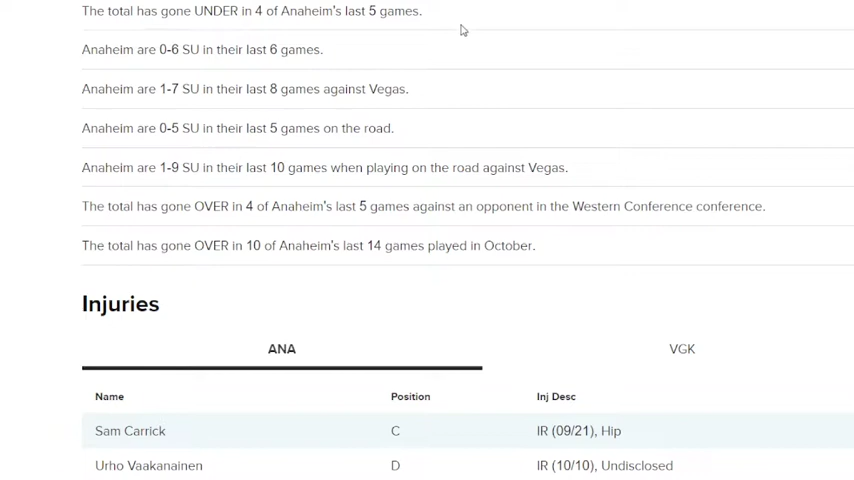 The total has gone UNDER in 4 of Anaheim's last 5 games.
Anaheim are 0-6 SU in their last 6 games.
Anaheim are 1-7 SU in their last 8 games against Vegas.
Anaheim are 0-5 SU in their last 5 games on the road.
Anaheim are 1-9 SU in their last 10 games when playing on the road against Vegas.
The total has gone OVER in 4 of Anaheim's last 5 games against an opponent in the Western Conference conference.
The total has gone OVER in 10 of Anaheim's last 14 games played in October.
Injuries
ANA VGK
Name Position Inj Desc
Sam Carrick C IR (09/21), Hip
Urho Vaakanainen D IR (10/10), Undisclosed